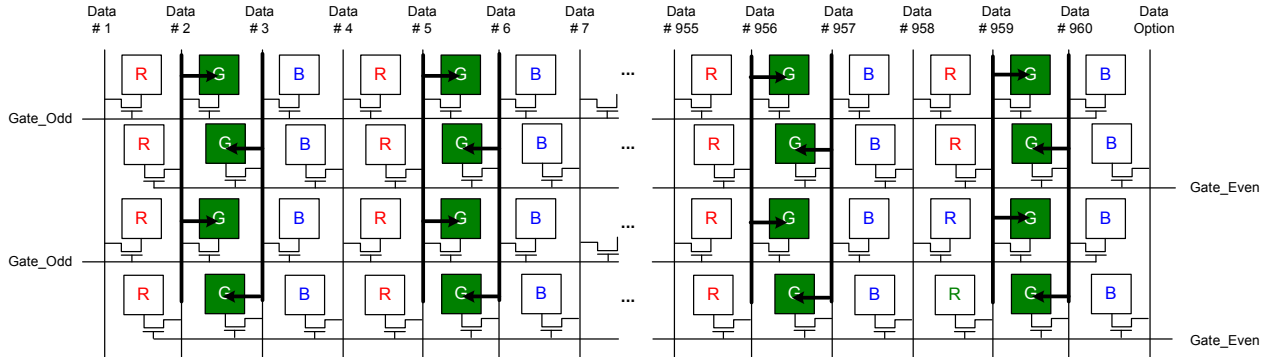 Data Data Data Data Data Data Data Data Data Data Data Data Data Data
# 1 # 2 # 3 # 4 # 5 # 6 # 7 # 955 # 956 # 957 # 958 # 959 # 960 Option
R G B R G B ... R G B R G B
Gate_Odd
R G B R G B ... R G B R G B
Gate_Even
R G B R G B ... R G B B G B
Gate_Odd
R G B R G B ... R G B R G B
Gate_Even